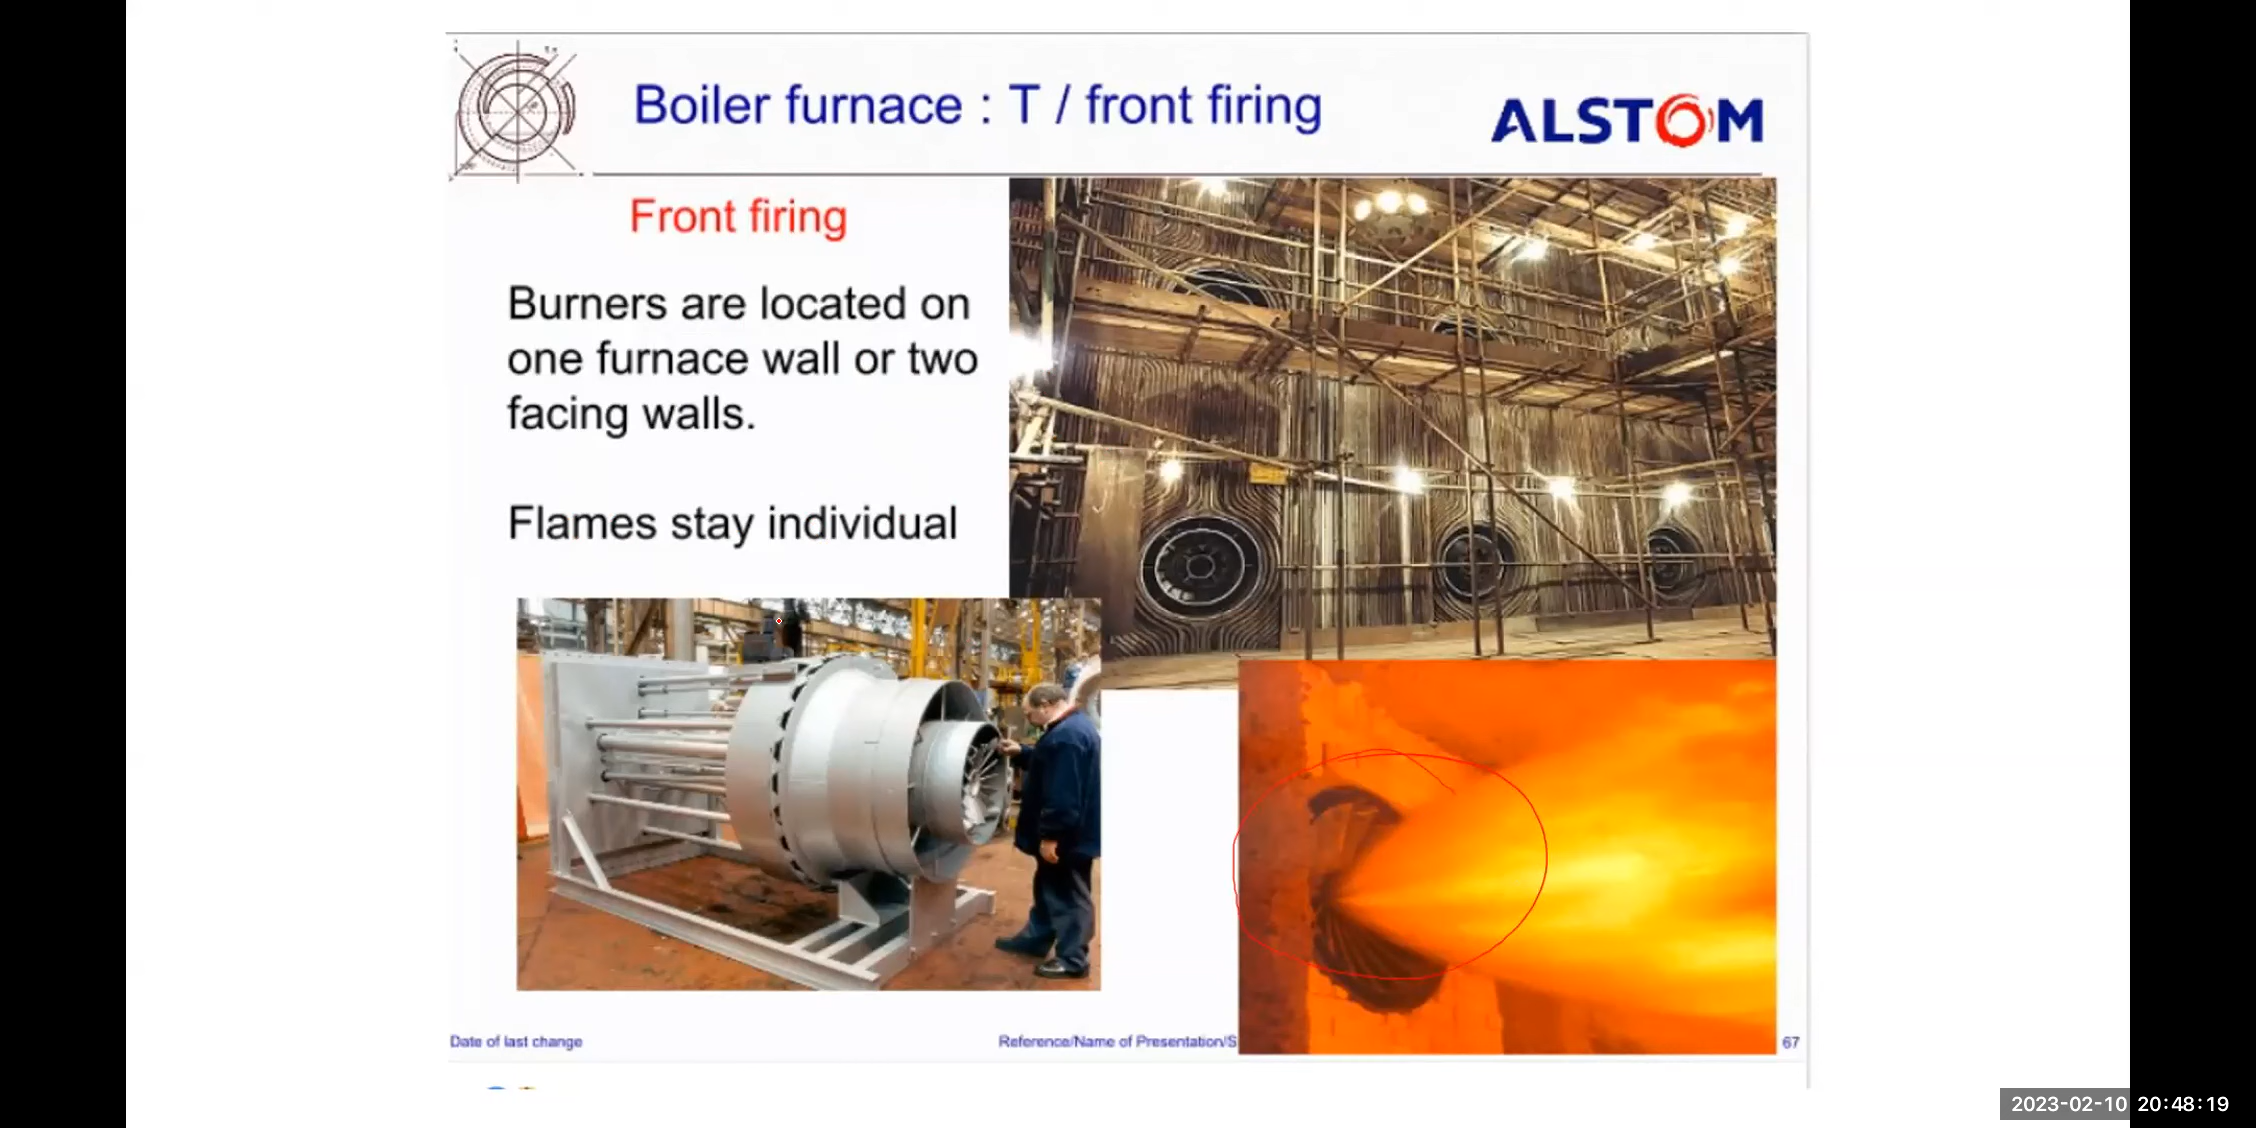 Boiler furnace : T / front firing
ALSTOM
Front firing
Burners are located on
one furnace wall or two
facing walls.
Flames stay individual
Date of last change
Reference/Name of Presentation/S
67
2023-02-10 20:48:19